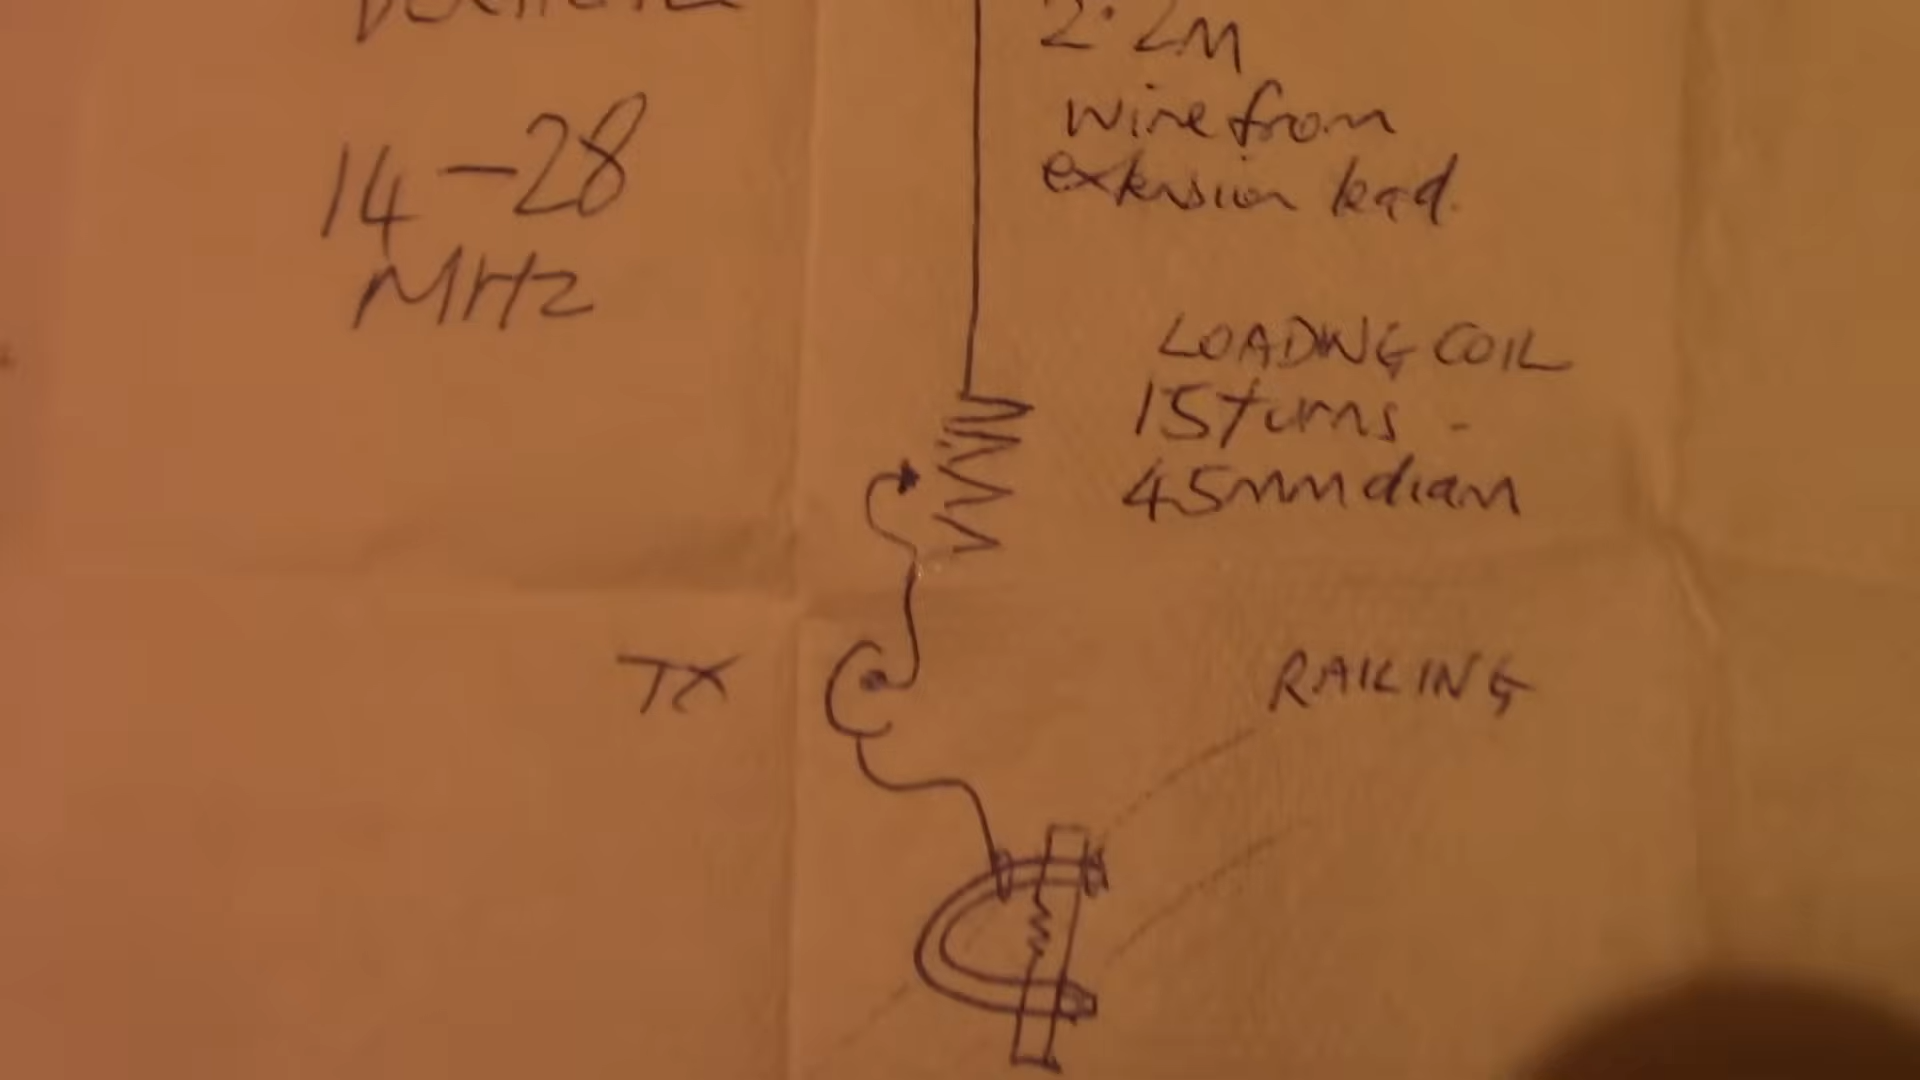 14-28
MHz
2.2M
wire from
extension lead.
LOADING COIL
15 turns -
45mm diam
TX
RAILING